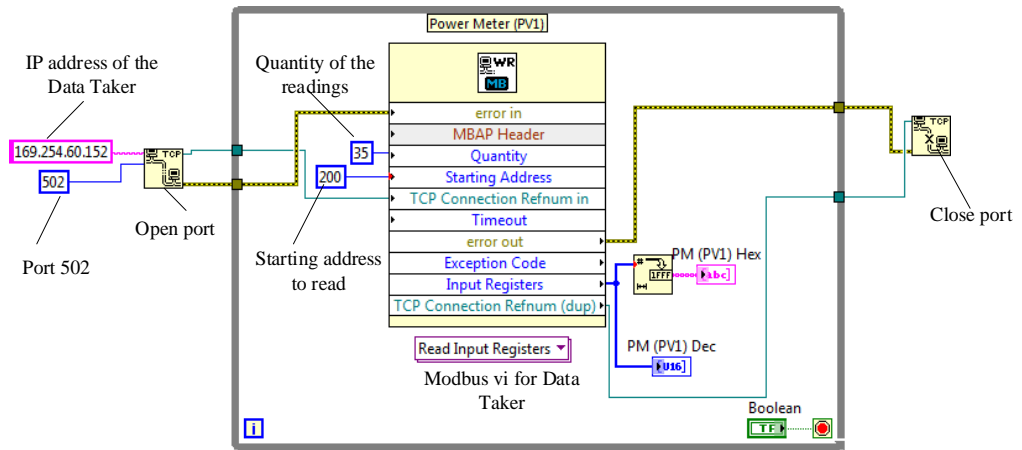 Power Meter (PV1)
IP address of the
Data Taker
Quantity of the
readings
WR
MB
error in
MBAP Header
Quantity
Starting Address
TCP Connection Refnum in
Timeout
error out
Exception Code
Input Registers
TCP Connection Refnum (dup)
169.254.60.152
TCP
502
35
200
Open port
Port 502
Starting address
to read
TCP
Close port
PM (PV1) Hex
#
1FFF
abc
PM (PV1) Dec
U16
Read Input Registers
Modbus vi for Data
Taker
Boolean
TF
i